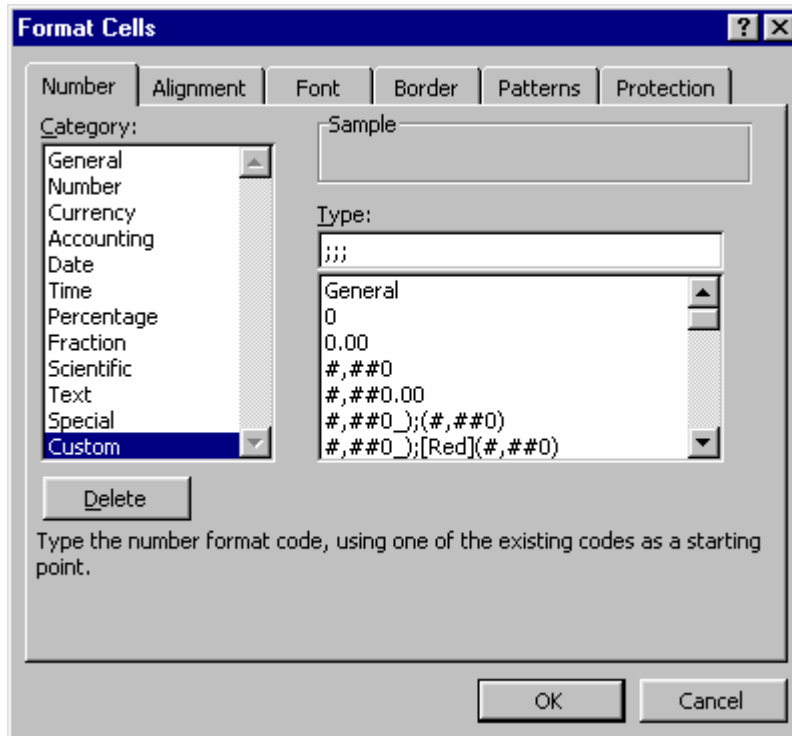 Format Cells
Number Alignment Font Border Patterns Protection
Category:
General
Number
Currency
Accounting
Date
Time
Percentage
Fraction
Scientific
Text
Special
Custom
Sample
Type:
;;;
General
0
0.00
#,##0
#,##0.00
#,##0_);(#,##0)
#,##0_);[Red](#,##0)
Delete
Type the number format code, using one of the existing codes as a starting
point.
OK Cancel